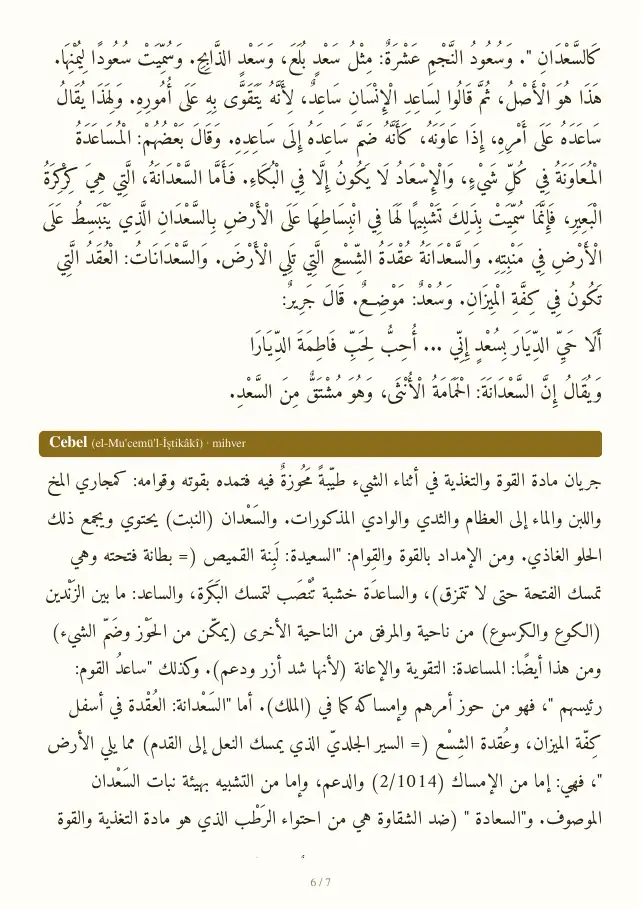 كَالسَّعْدَانِ ". وَسُعُودُ النَّجْمِ عَشَرَةٌ: مِثْلُ سَعْدِ بُلَعَ، وَسَعْدِ الذَّابِحِ. وَسُمِّيَتْ سُعُودًا لِيُمْنِهَا.
هَذَا هُوَ الْأَصْلُ، ثُمَّ قَالُوا لِسَاعِدِ الْإِنْسَانِ سَاعِدٌ، لِأَنَّهُ يَتَقَوَّى بِهِ عَلَى أُمُورِهِ. وَلِهَذَا يُقَالُ
سَاعَدَهُ عَلَى أَمْرِهِ، إِذَا عَاوَنَهُ، كَأَنَّهُ ضَمَّ سَاعِدَهُ إِلَى سَاعِدِهِ. وَقَالَ بَعْضُهُمْ: الْمُسَاعَدَةُ
الْمُعَاوَنَةُ فِي كُلِّ شَيْءٍ، وَالْإِسْعَادُ لَا يَكُونُ إِلَّا فِي الْبُكَاءِ. فَأَمَّا السَّعْدَانَةُ، الَّتِي هِيَ كِرْكِرَةُ
الْبَعِيرِ، فَإِنَّمَا سُمِّيَتْ بِذَلِكَ تَشْبِيهًا لَهَا فِي انْبِسَاطِهَا عَلَى الْأَرْضِ بِالسَّعْدَانِ الَّذِي يَنْبَسِطُ عَلَى
الْأَرْضِ فِي مَنْبِتِهِ. وَالسَّعْدَانَةُ عُقْدَةُ الشِّسْعِ الَّتِي تَلِي الْأَرْضَ. وَالسَّعْدَانَاتُ: الْعُقَدُ الَّتِي
تَكُونُ فِي كِفَّةِ الْمِيزَانِ. وَسُعْدٌ: مَوْضِعٌ. قَالَ جَرِيرٌ:
أَلَا حَيِّ الدِّيَارَ بِسُعْدٍ إِنِّي ... أُحِبُّ لِحَبِّ فَاطِمَةَ الدِّيَارَا
وَيُقَالُ إِنَّ السَّعْدَانَةَ: الْحَمَامَةُ الْأُنْثَى، وَهُوَ مُشْتَقٌّ مِنَ السَّعْدِ.
Cebel (el-Mu'cemü'l-İştikâkî) · mihver
جريان مادة القوة والتغذية في أثناء الشيء طيّبةً مَحُوزةٌ فيه فتمده بقوته وقوامه: كمجاري المخ
واللبن والماء إلى العظام والثدي والوادي المذكورات. والسَعْدان (النبت) يحتوي ويجمع ذلك
الحلو الغاذي. ومن الإمداد بالقوة والقِوام: "السعيدة: لَبِنة القميص (= بطانة فتحته وهي
تمسك الفتحة حتى لا تتمزق)، والساعدَة خشبة تُنْصَب لتمسك البَكَرة، والساعد: ما بين الزَنْدين
(الكوع والكرسوع) من ناحية والمرفق من الناحية الأخرى (يمكّن من الحَوْز وضَمّ الشيء)
ومن هذا أيضًا: المساعدة: التقوية والإعانة (لأنها شد أزر ودعم). وكذلك "ساعدُ القوم:
رئيسهم "، فهو من حوز أمرهم وإمساكه كما في (الملك). أما "السَعْدانة: العُقْدة في أسفل
كِفّة الميزان، وعُقدة الشِسْع (= السير الجلديّ الذي يمسك النعل إلى القدم) مما يلي الأرض
"، فهي: إما من الإمساك (2/1014) والدعم، وإما من التشبيه بهيئة نبات السَعْدان
الموصوف. و"السعادة " (ضد الشقاوة هي من احتواء الرَطْب الذي هو مادة التغذية والقوة
6 / 7